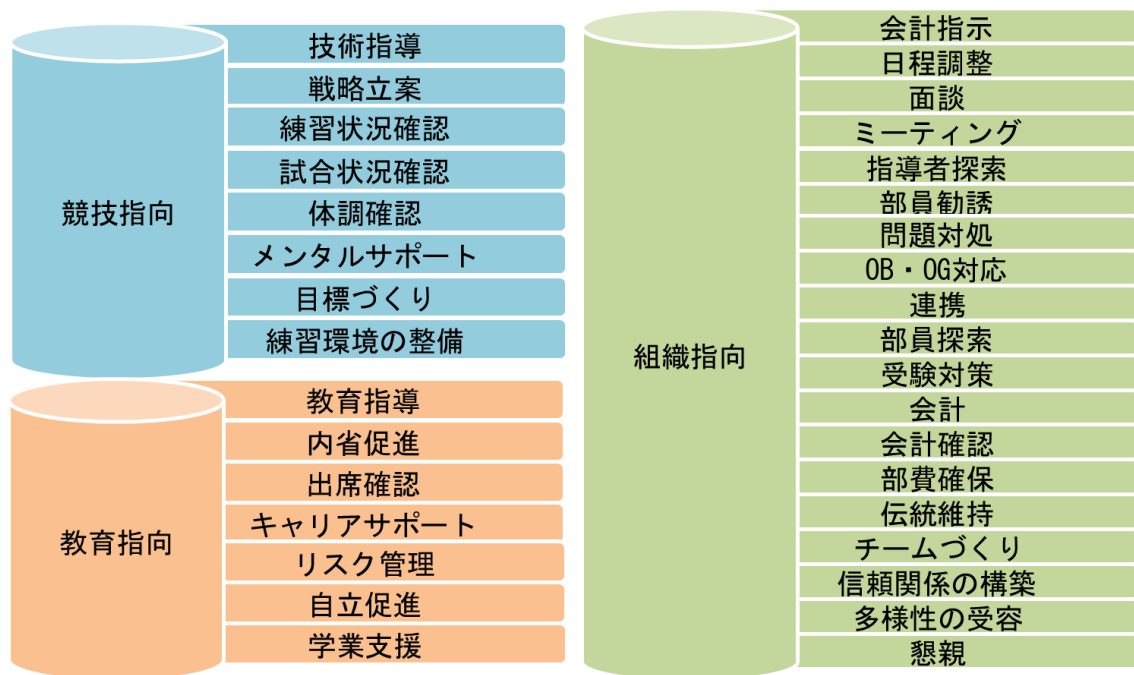 競技指向
技術指導
戦略立案
練習状況確認
試合状況確認
体調確認
メンタルサポート
目標づくり
練習環境の整備
教育指向
教育指導
内省促進
出席確認
キャリアサポート
リスク管理
自立促進
学業支援
組織指向
会計指示
日程調整
面談
ミーティング
指導者探索
部員勧誘
問題対処
OB・OG対応
連携
部員探索
受験対策
会計
会計確認
部費確保
伝統維持
チームづくり
信頼関係の構築
多様性の受容
懇親